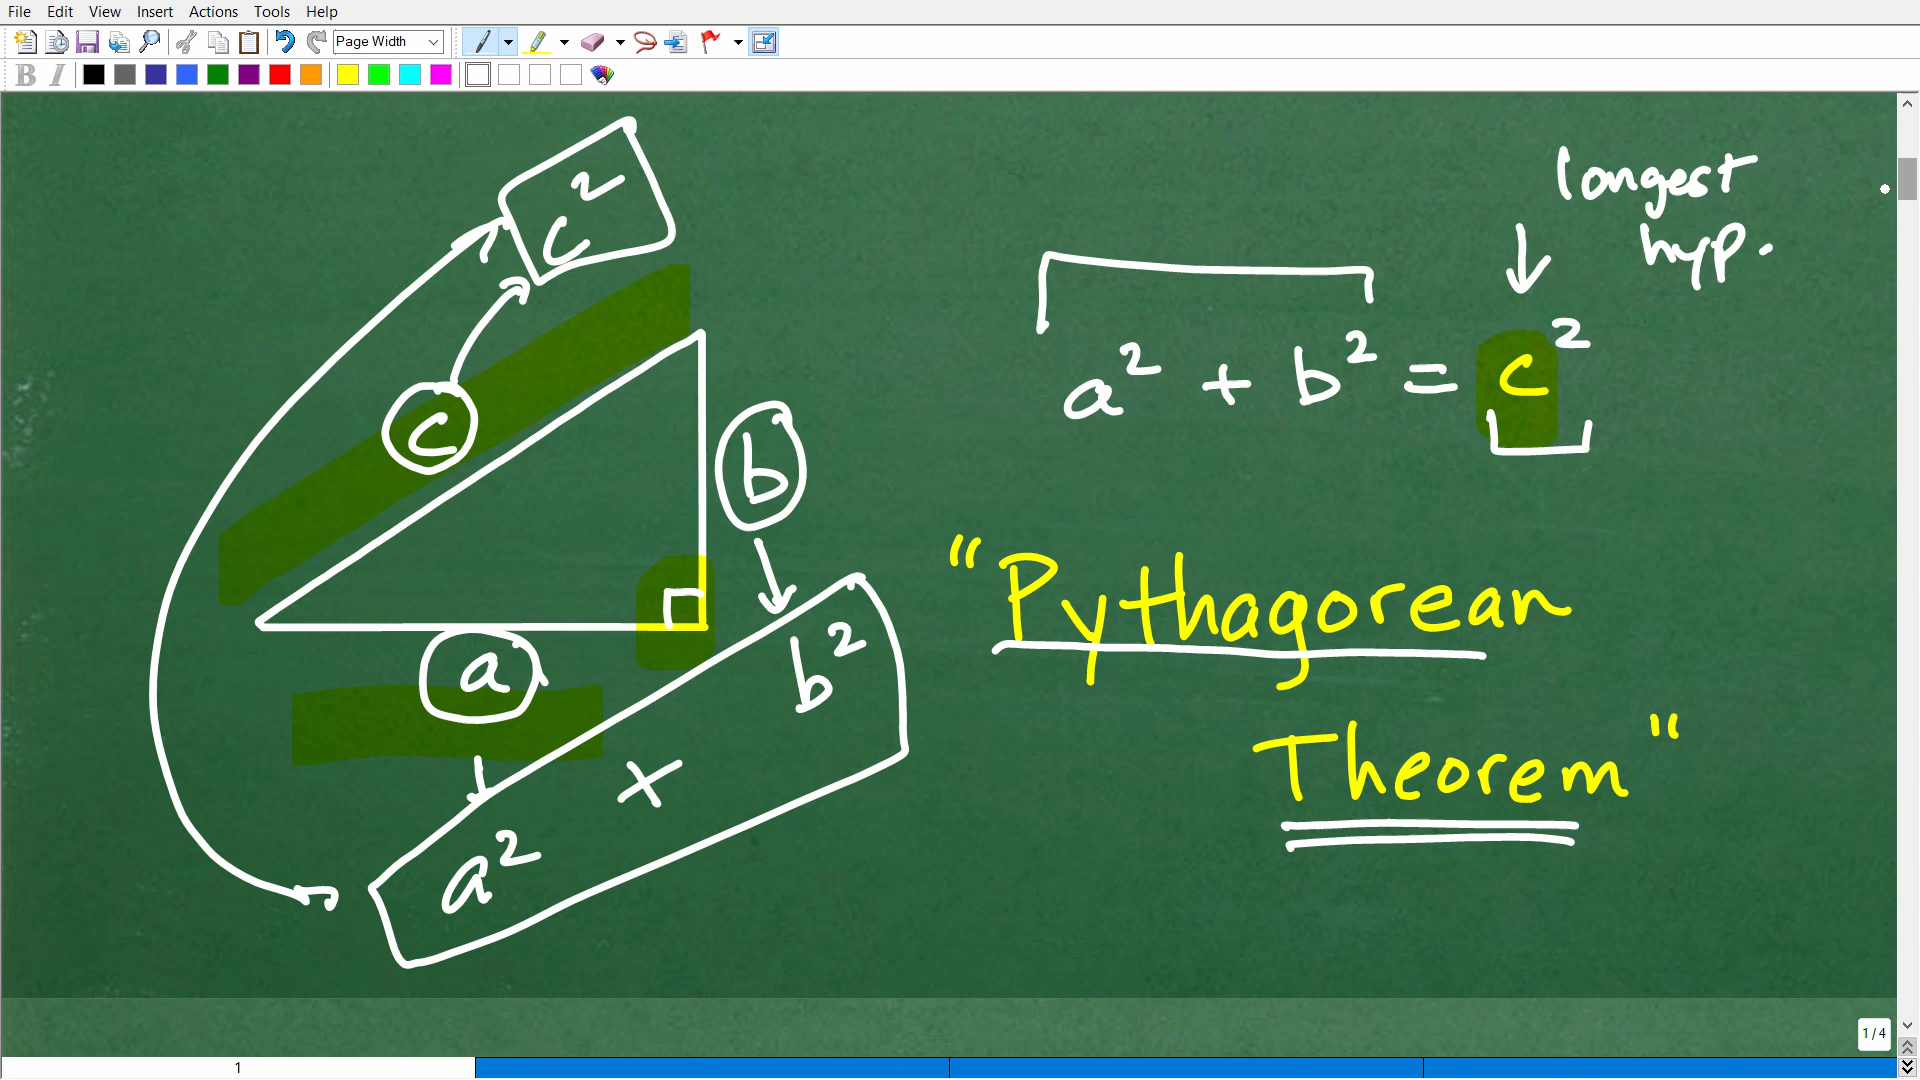 File Edit View Insert Actions Tools Help
Page Width
B I
c²
longest
hyp.
a² + b² = c²
c
b
"Pythagorean
a
b²
Theorem"
+
a²
1 / 4
1